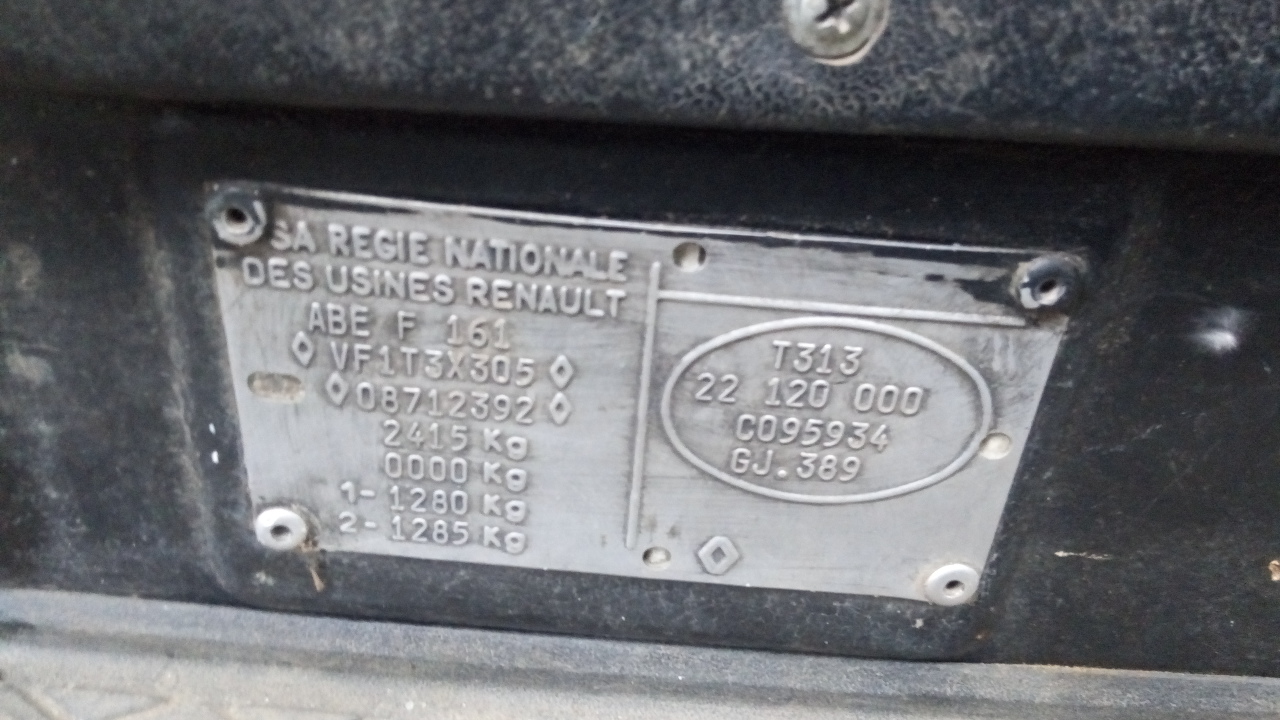 SA REGIE NATIONALE
DES USINES RENAULT
ABE F 161
◊ VF1T3X305 ◊
◊ 08712392 ◊
2415 Kg
0000 Kg
1- 1280 Kg
2- 1285 Kg
T313
22 120 000
C095934
GJ.389